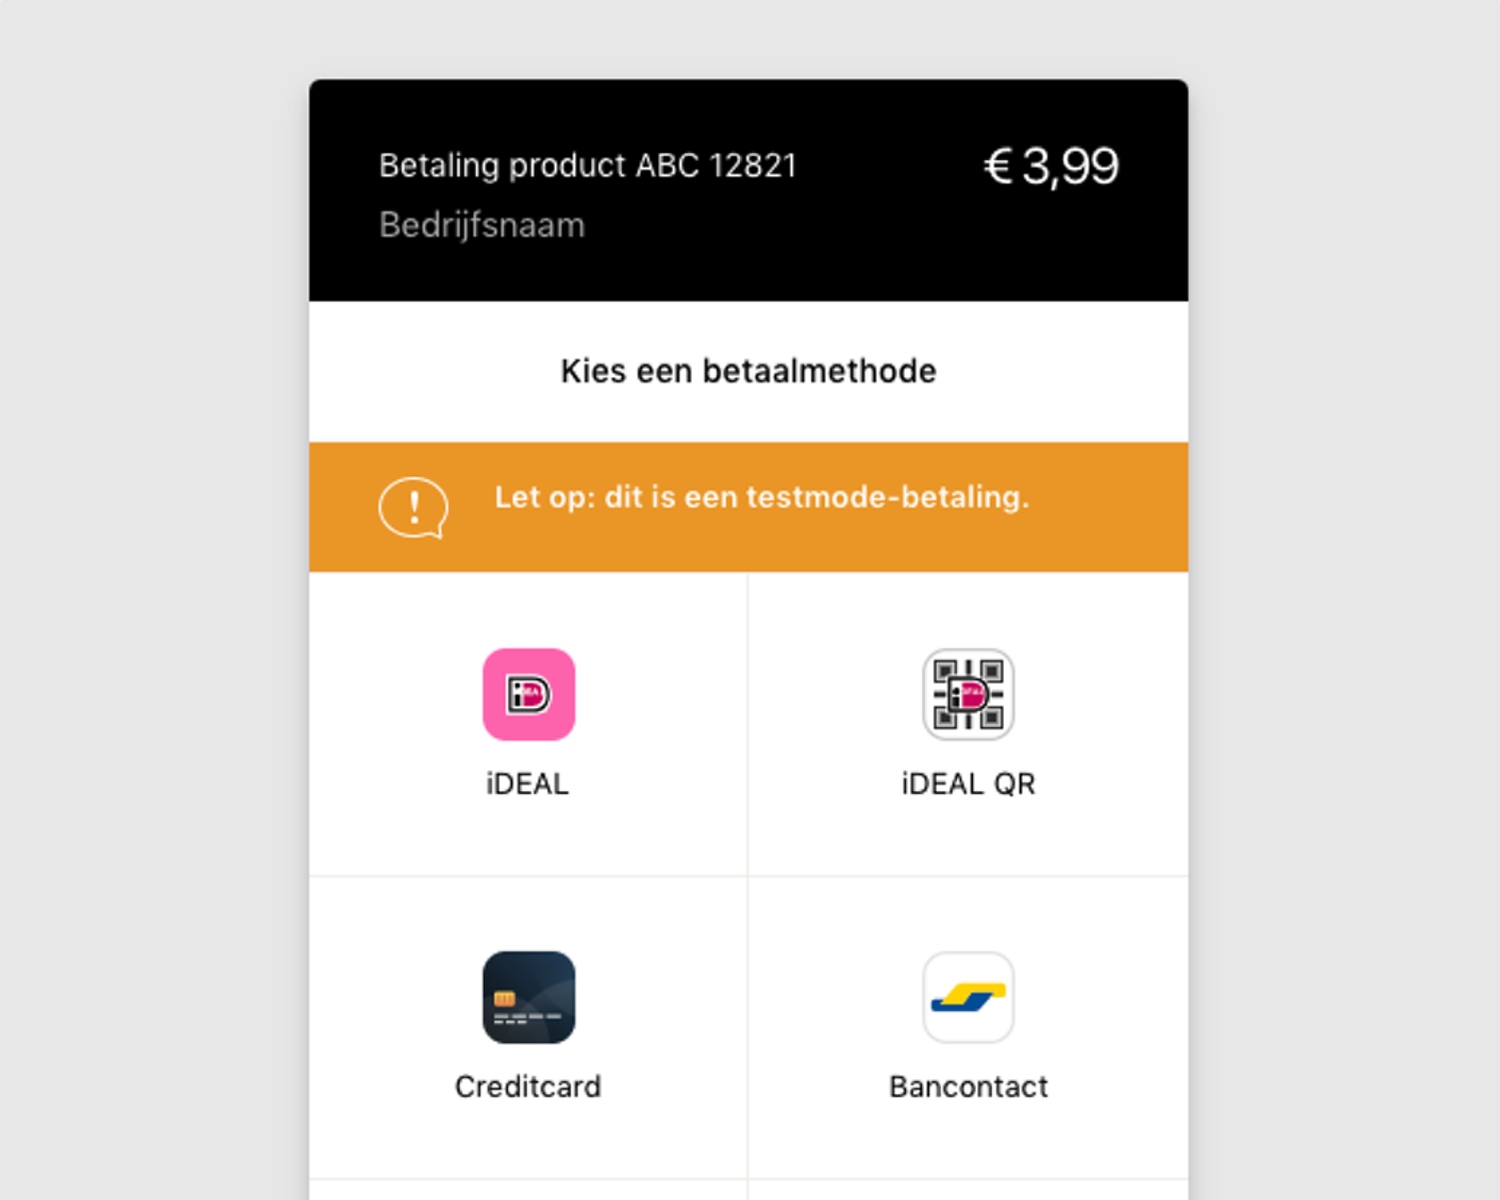 Betaling product ABC 12821
€ 3,99
Bedrijfsnaam
Kies een betaalmethode
Let op: dit is een testmode-betaling.
iDEAL
iDEAL QR
Creditcard
Bancontact